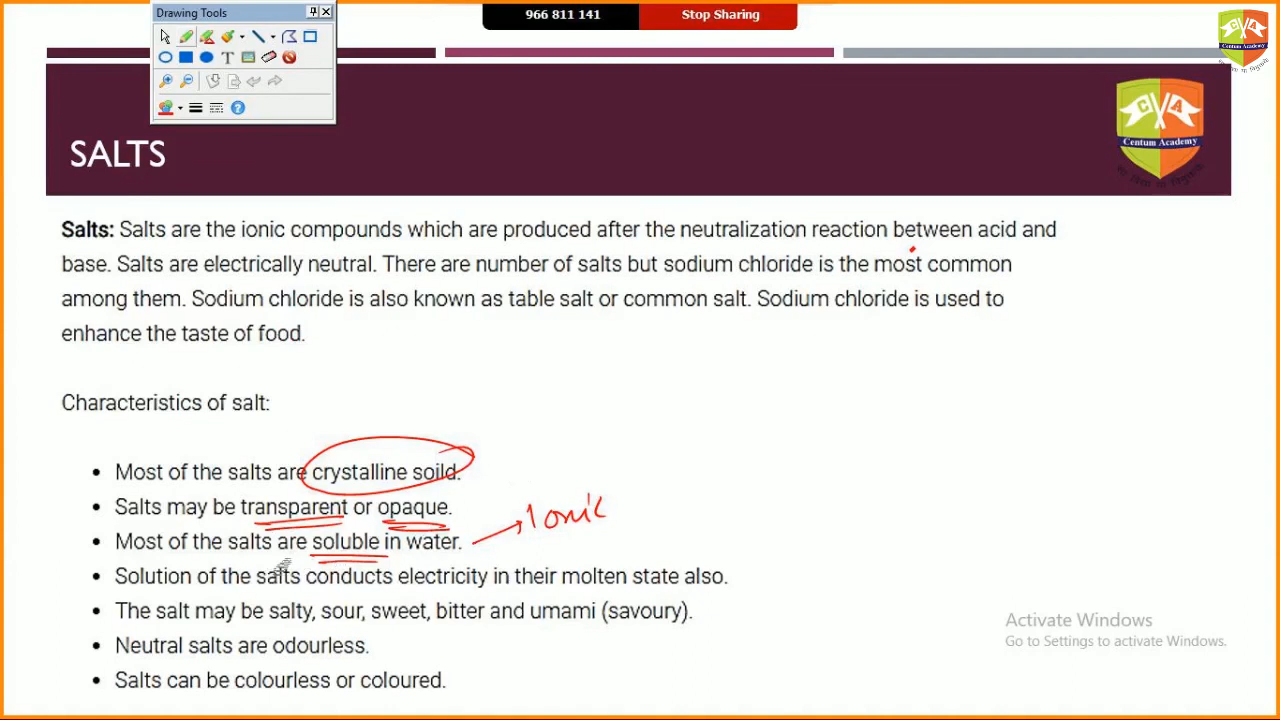 Drawing Tools
966 811 141 Stop Sharing
C A
Centum Academy
SALTS
C A
Centum Academy
Salts: Salts are the ionic compounds which are produced after the neutralization reaction between acid and
base. Salts are electrically neutral. There are number of salts but sodium chloride is the most common
among them. Sodium chloride is also known as table salt or common salt. Sodium chloride is used to
enhance the taste of food.
Characteristics of salt:
• Most of the salts are crystalline soild.
• Salts may be transparent or opaque.
Ionic
• Most of the salts are soluble in water.
• Solution of the salts conducts electricity in their molten state also.
• The salt may be salty, sour, sweet, bitter and umami (savoury).
• Neutral salts are odourless.
• Salts can be colourless or coloured.
Activate Windows
Go to Settings to activate Windows.